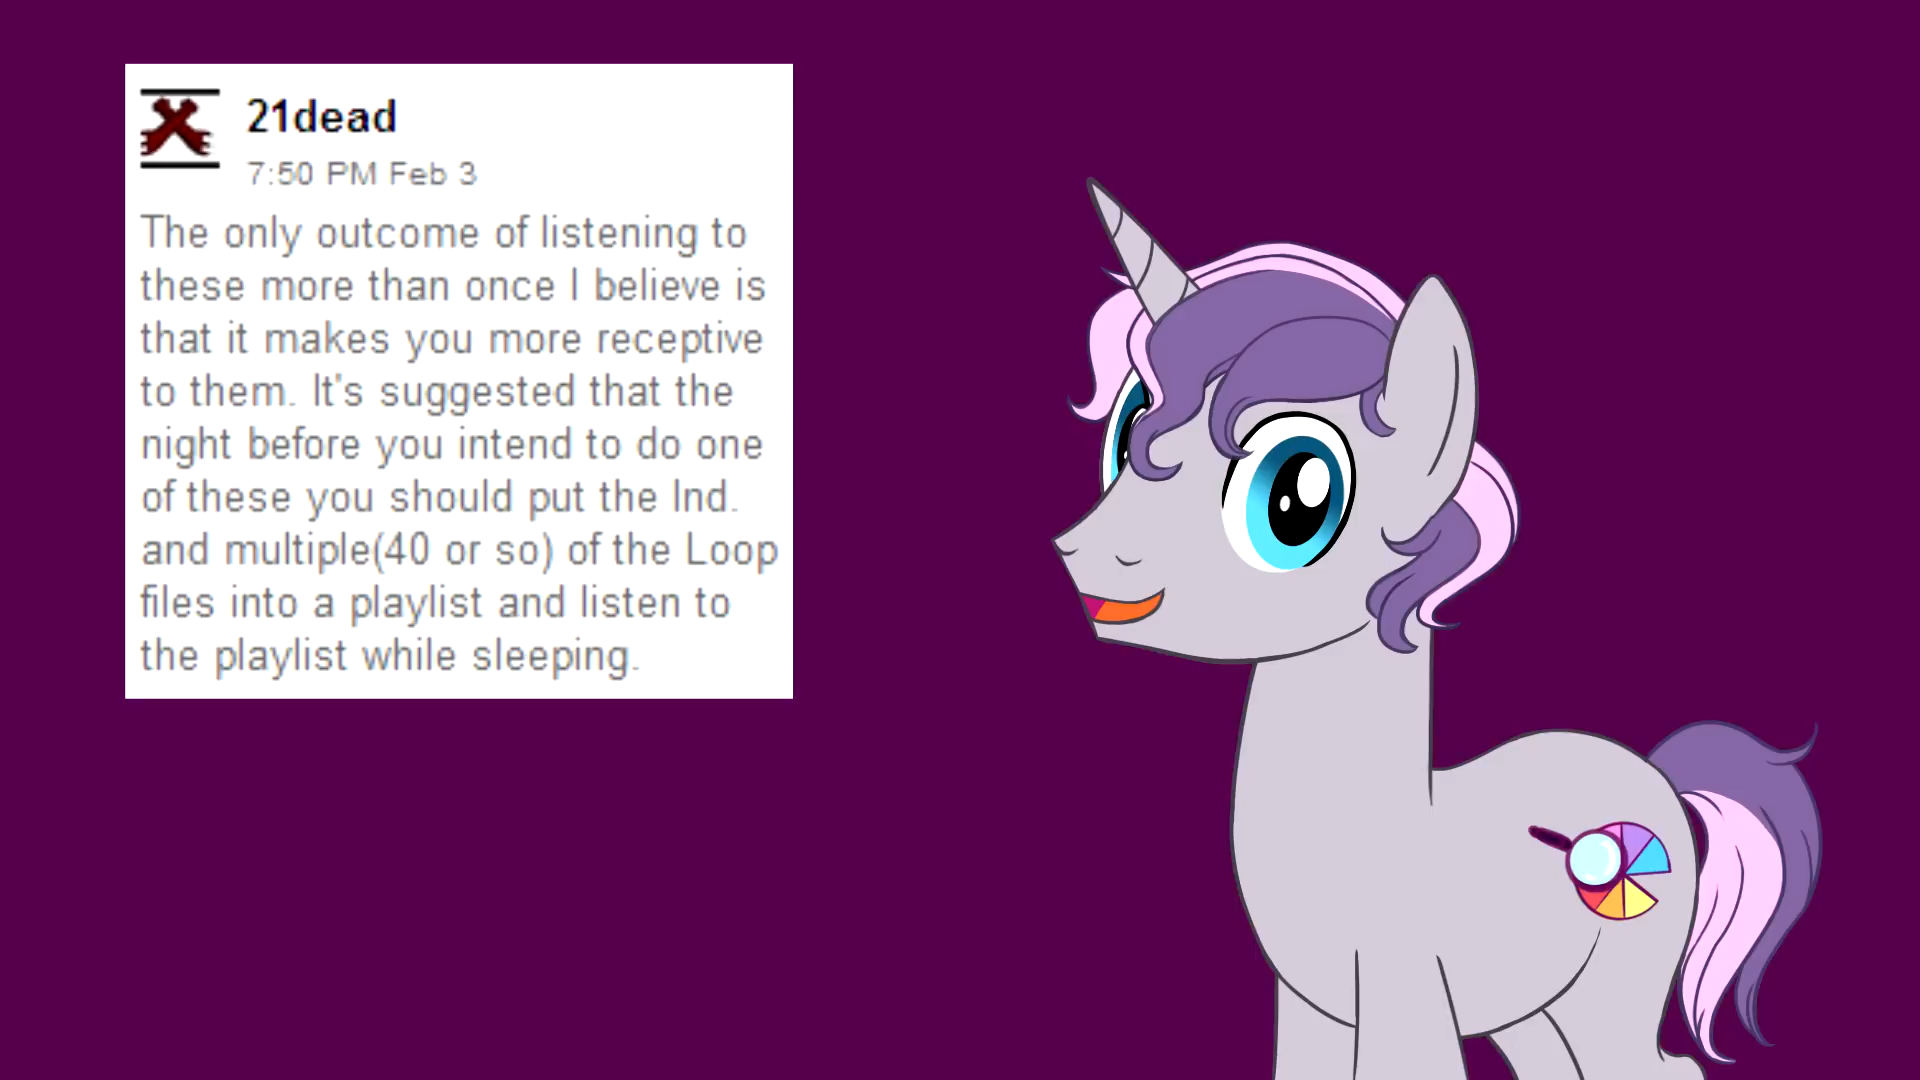 21dead
7:50 PM Feb 3
The only outcome of listening to
these more than once I believe is
that it makes you more receptive
to them. It's suggested that the
night before you intend to do one
of these you should put the Ind.
and multiple(40 or so) of the Loop
files into a playlist and listen to
the playlist while sleeping.